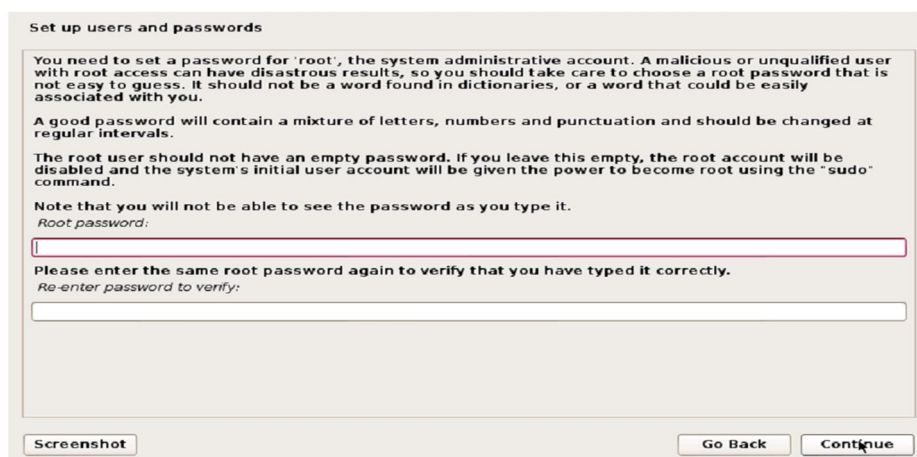 Set up users and passwords
You need to set a password for 'root', the system administrative account. A malicious or unqualified user
with root access can have disastrous results, so you should take care to choose a root password that is
not easy to guess. It should not be a word found in dictionaries, or a word that could be easily
associated with you.
A good password will contain a mixture of letters, numbers and punctuation and should be changed at
regular intervals.
The root user should not have an empty password. If you leave this empty, the root account will be
disabled and the system's initial user account will be given the power to become root using the "sudo"
command.
Note that you will not be able to see the password as you type it.
Root password:
Please enter the same root password again to verify that you have typed it correctly.
Re-enter password to verify:
Screenshot
Go Back
Continue